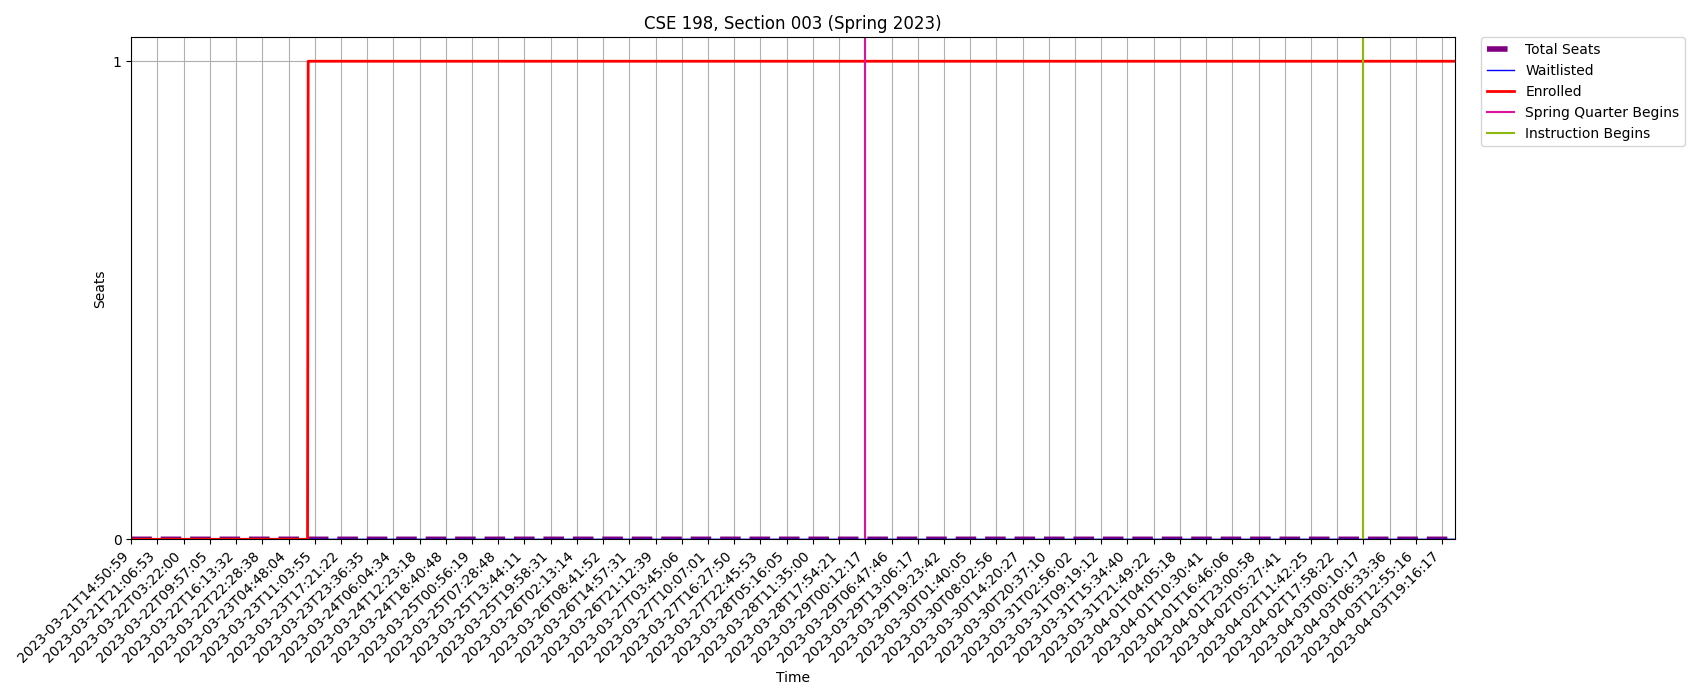 CSE 198, Section 003 (Spring 2023)
Total Seats
Waitlisted
Enrolled
Spring Quarter Begins
Instruction Begins
1
0
Seats
2023-03-21T14:50:59
2023-03-21T21:06:53
2023-03-22T03:22:00
2023-03-22T09:57:05
2023-03-22T16:13:32
2023-03-22T22:28:38
2023-03-23T04:48:04
2023-03-23T11:03:55
2023-03-23T17:21:22
2023-03-23T23:36:35
2023-03-24T06:04:34
2023-03-24T12:23:18
2023-03-24T18:40:48
2023-03-25T00:56:19
2023-03-25T07:28:48
2023-03-25T13:44:11
2023-03-25T19:58:31
2023-03-26T02:13:14
2023-03-26T08:41:52
2023-03-26T14:57:31
2023-03-26T21:12:39
2023-03-27T03:45:06
2023-03-27T10:07:01
2023-03-27T16:27:50
2023-03-27T22:45:53
2023-03-28T05:16:05
2023-03-28T11:35:00
2023-03-28T17:54:21
2023-03-29T00:12:17
2023-03-29T06:47:46
2023-03-29T13:06:17
2023-03-29T19:23:42
2023-03-30T01:40:05
2023-03-30T08:02:56
2023-03-30T14:20:27
2023-03-30T20:37:10
2023-03-31T02:56:02
2023-03-31T09:19:12
2023-03-31T15:34:40
2023-03-31T21:49:22
2023-04-01T04:05:18
2023-04-01T10:30:41
2023-04-01T16:46:06
2023-04-01T23:00:58
2023-04-02T05:27:41
2023-04-02T11:42:25
2023-04-02T17:58:22
2023-04-03T00:10:17
2023-04-03T06:33:36
2023-04-03T12:55:16
2023-04-03T19:16:17
Time